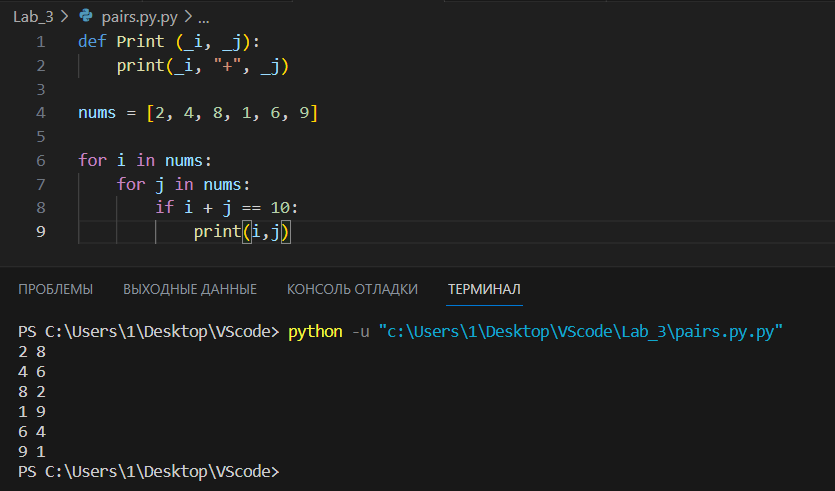 Lab_3 > pairs.py.py > ...
1 def Print (_i, _j):
2     print(_i, "+", _j)
3
4 nums = [2, 4, 8, 1, 6, 9]
5
6 for i in nums:
7     for j in nums:
8         if i + j == 10:
9             print(i,j)
ПРОБЛЕМЫ ВЫХОДНЫЕ ДАННЫЕ КОНСОЛЬ ОТЛАДКИ ТЕРМИНАЛ
PS C:\Users\1\Desktop\VScode> python -u "c:\Users\1\Desktop\VScode\Lab_3\pairs.py.py"
2 8
4 6
8 2
1 9
6 4
9 1
PS C:\Users\1\Desktop\VScode>